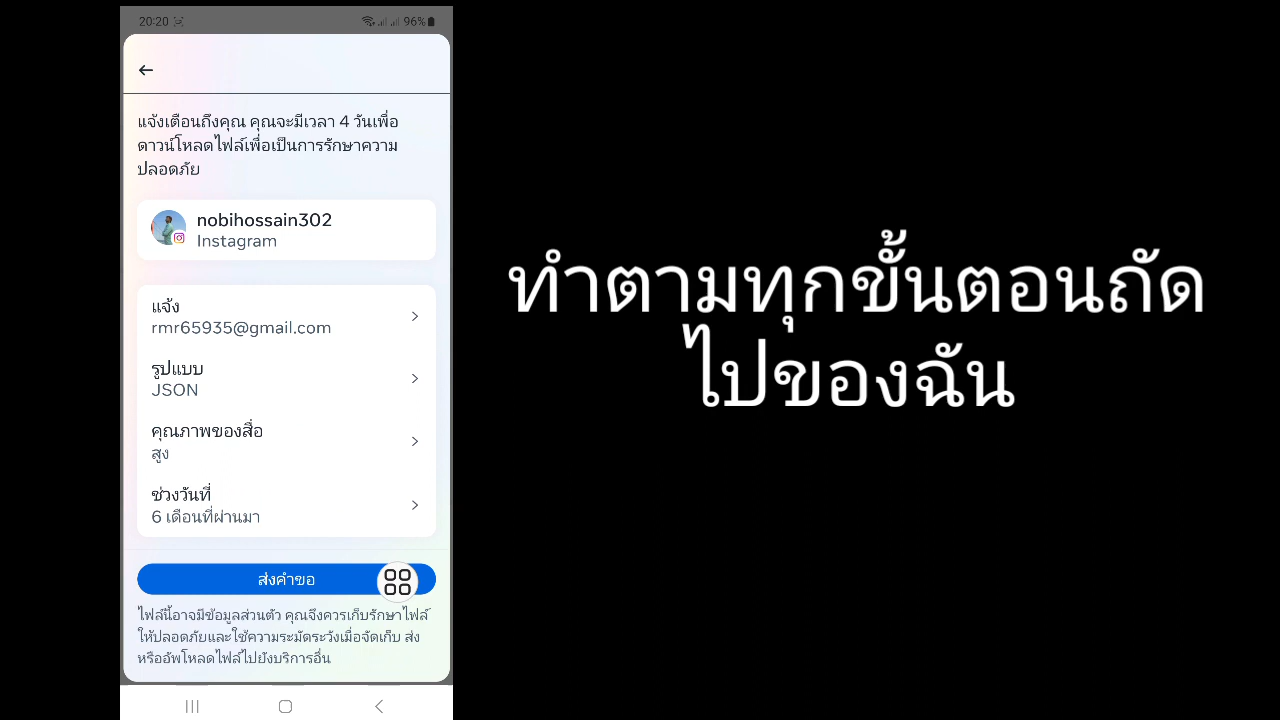 20:20
96%
แจ้งเตือนถึงคุณ คุณจะมีเวลา 4 วันเพื่อ
ดาวน์โหลดไฟล์เพื่อเป็นการรักษาความ
ปลอดภัย
nobihossain302
Instagram
แจ้ง
rmr65935@gmail.com
รูปแบบ
JSON
คุณภาพของสื่อ
สูง
ช่วงวันที่
6 เดือนที่ผ่านมา
ส่งคำขอ
ไฟล์นี้อาจมีข้อมูลส่วนตัว คุณจึงควรเก็บรักษาไฟล์
ให้ปลอดภัยและใช้ความระมัดระวังเมื่อจัดเก็บ ส่ง
หรืออัพโหลดไฟล์ไปยังบริการอื่น
ทำตามทุกขั้นตอนถัด
ไปของฉัน